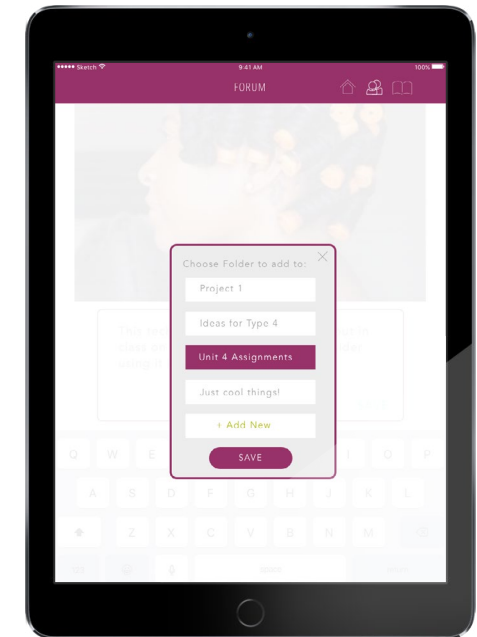 Sketch 9:41 AM 100%
FORUM
Choose Folder to add to:
Project 1
Ideas for Type 4
Unit 4 Assignments
Just cool things!
+ Add New
SAVE
Q W E I O P
A S D F G H J K L
Z X C V B N M